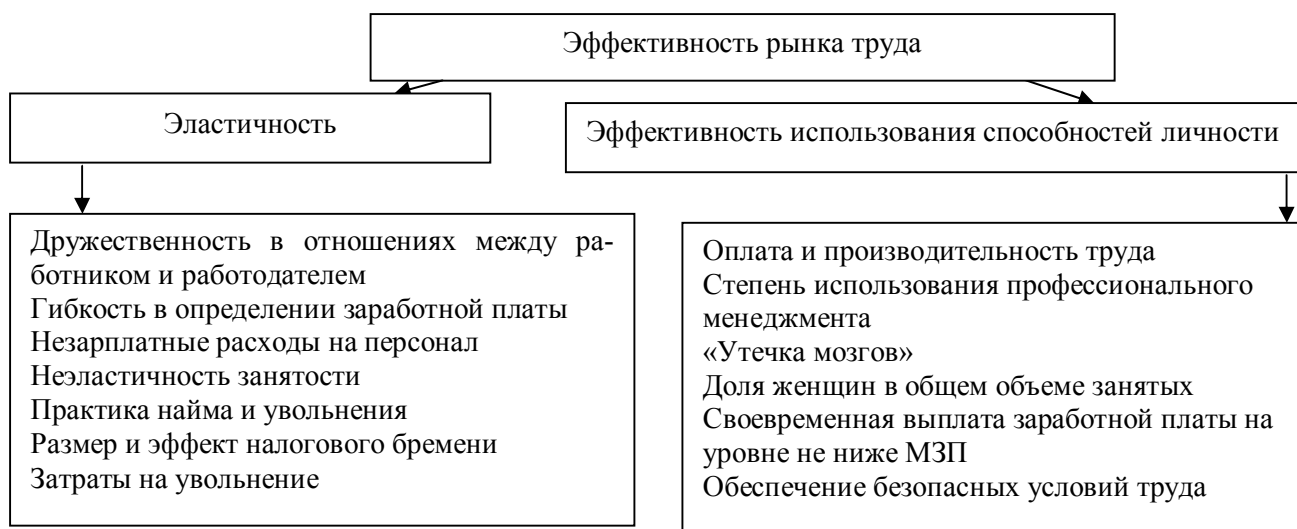 Эффективность рынка труда
Эластичность
Эффективность использования способностей личности
Дружественность в отношениях между ра-
ботником и работодателем
Гибкость в определении заработной платы
Незарплатные расходы на персонал
Неэластичность занятости
Практика найма и увольнения
Размер и эффект налогового бремени
Затраты на увольнение
Оплата и производительность труда
Степень использования профессионального
менеджмента
«Утечка мозгов»
Доля женщин в общем объеме занятых
Своевременная выплата заработной платы на
уровне не ниже МЗП
Обеспечение безопасных условий труда